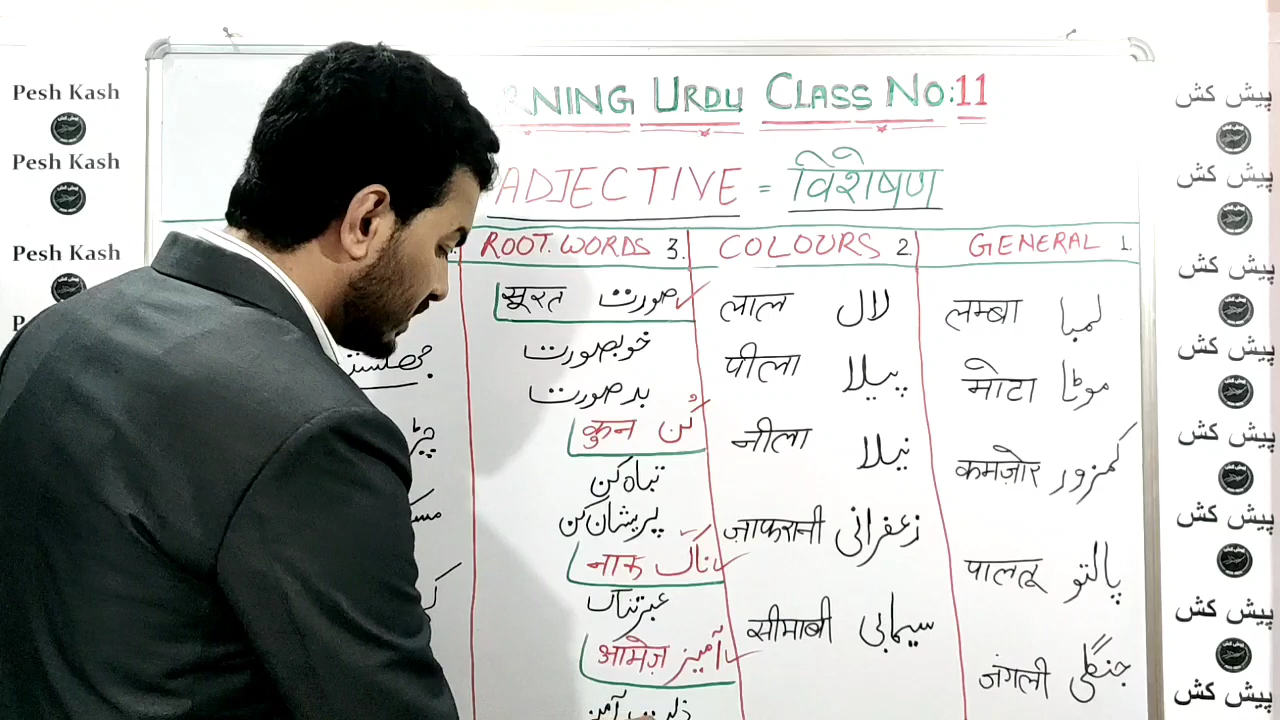 RNING URDU CLASS NO:11
ADJECTIVE = विशेषण
ROOT.WORDS 3. COLOURS 2. GENERAL 1.
सूरत صورت लाल لال लम्बा لمبا
خوبصورت पीला پیلا मोटा موٹا
بدصورت
कुन کُن नीला نیلا कमज़ोर کمزور
تباہ کن
پریشان کن ज़ाफरानी زعفرانی
नाक ناک पालतू پالتو
عبرتناک सीमाबी سیمابی
आमेज़ آمیز जंगली جنگلی
Pesh Kash
Pesh Kash
Pesh Kash
پیش کش
پیش کش
پیش کش
پیش کش
پیش کش
پیش کش
پیش کش
پیش کش